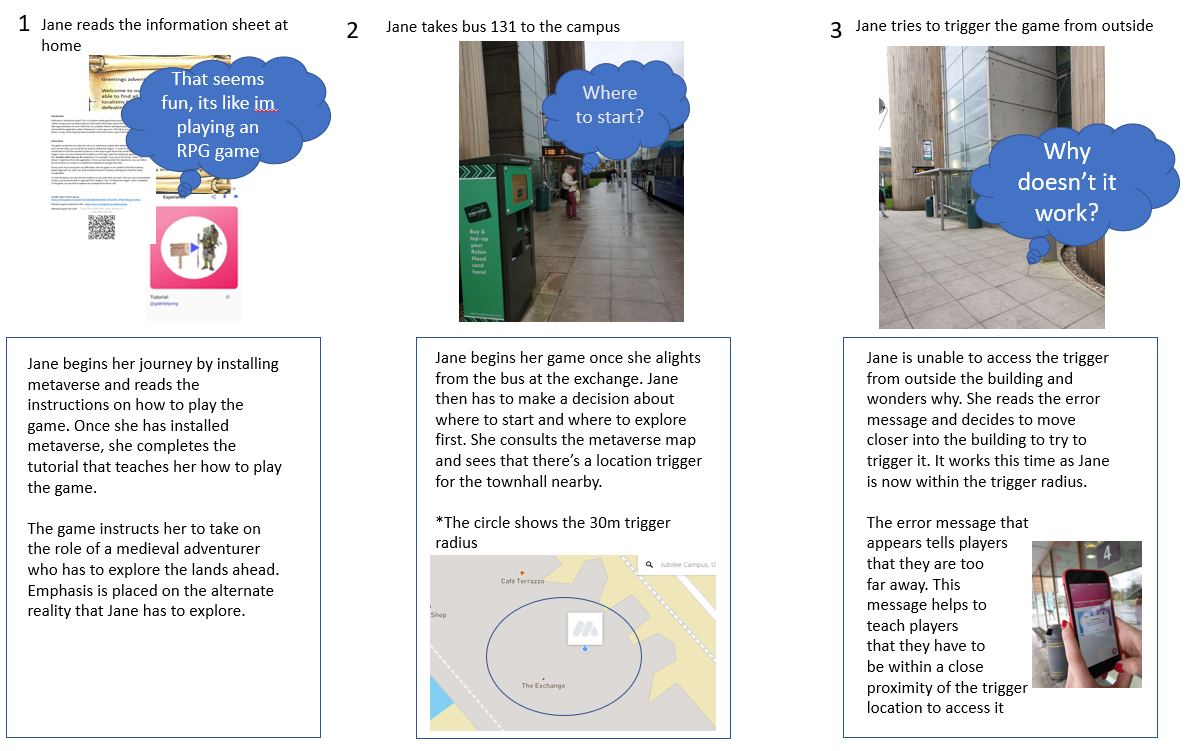 1 Jane reads the information sheet at
home
Greetings adven
Welcome to ou
able to find all
locations
defeatin
That seems
fun, its like im
playing an
RPG game
Experience
Tutorial
Jane begins her journey by installing
metaverse and reads the
instructions on how to play the
game. Once she has installed
metaverse, she completes the
tutorial that teaches her how to play
the game.
The game instructs her to take on
the role of a medieval adventurer
who has to explore the lands ahead.
Emphasis is placed on the alternate
reality that Jane has to explore.
2 Jane takes bus 131 to the campus
Where
to start?
Buy &
top-up
your
Robin
Hood
card
here!
Jane begins her game once she alights
from the bus at the exchange. Jane
then has to make a decision about
where to start and where to explore
first. She consults the metaverse map
and sees that there's a location trigger
for the townhall nearby.
*The circle shows the 30m trigger
radius
Jubilee Campus, U
Café Terrazzo
Shop
The Exchange
3 Jane tries to trigger the game from outside
Why
doesn't it
work?
Jane is unable to access the trigger
from outside the building and
wonders why. She reads the error
message and decides to move
closer into the building to try to
trigger it. It works this time as Jane
is now within the trigger radius.
The error message that
appears tells players
that they are too
far away. This
message helps to
teach players
that they have to
be within a close
proximity of the trigger
location to access it
4